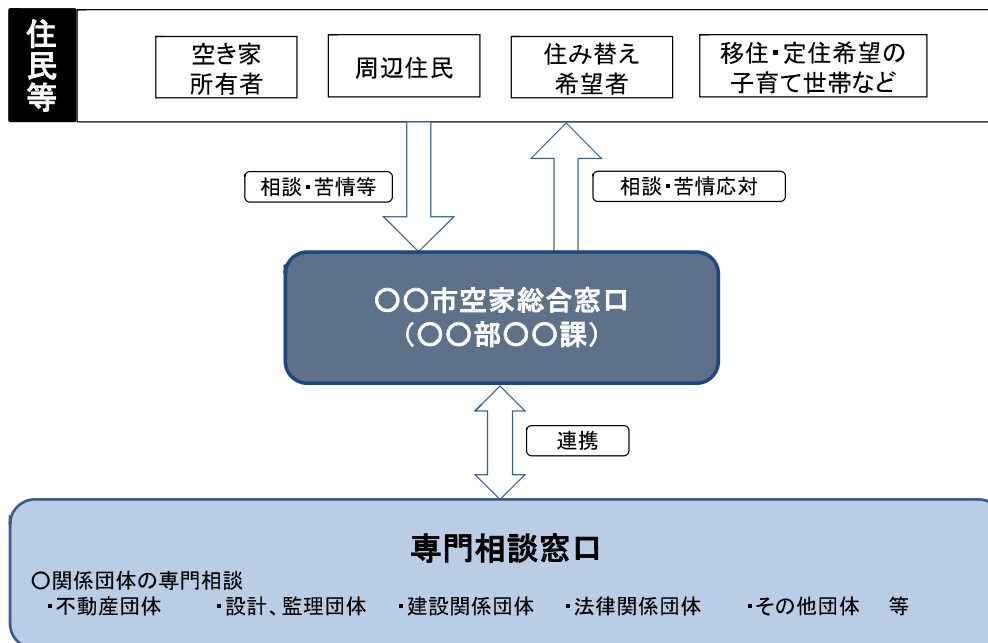 住民等
空き家
所有者
周辺住民
住み替え
希望者
移住・定住希望の
子育て世帯など
相談・苦情等
相談・苦情応対
〇〇市空家総合窓口
（〇〇部〇〇課）
連携
専門相談窓口
〇関係団体の専門相談
・不動産団体 ・設計、監理団体 ・建設関係団体 ・法律関係団体 ・その他団体 等